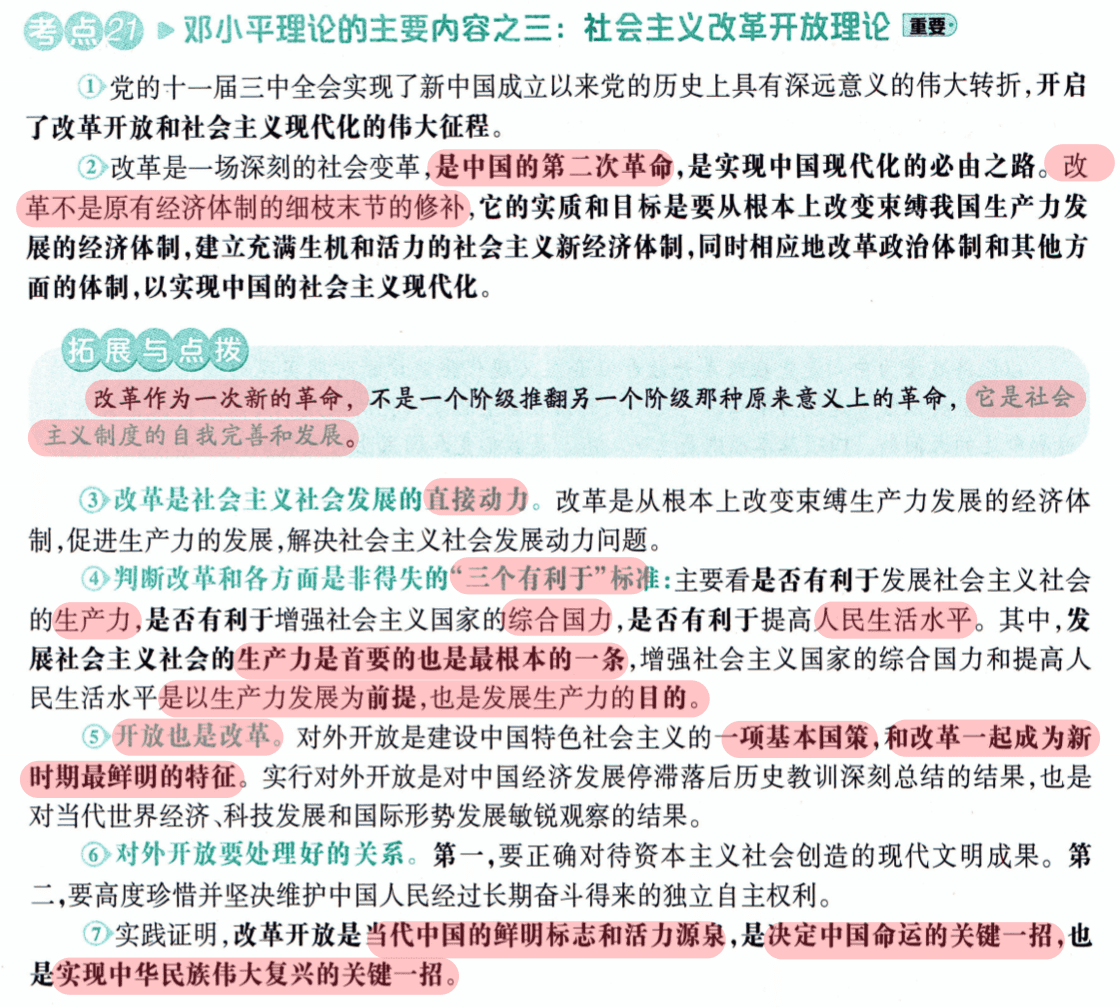 考点21 ▶ 邓小平理论的主要内容之三：社会主义改革开放理论 重要
①党的十一届三中全会实现了新中国成立以来党的历史上具有深远意义的伟大转折,开启
了改革开放和社会主义现代化的伟大征程。
②改革是一场深刻的社会变革,是中国的第二次革命,是实现中国现代化的必由之路。改
革不是原有经济体制的细枝末节的修补,它的实质和目标是要从根本上改变束缚我国生产力发
展的经济体制,建立充满生机和活力的社会主义新经济体制,同时相应地改革政治体制和其他方
面的体制,以实现中国的社会主义现代化。
拓展与点拨
改革作为一次新的革命，不是一个阶级推翻另一个阶级那种原来意义上的革命，它是社会
主义制度的自我完善和发展。
③改革是社会主义社会发展的直接动力。改革是从根本上改变束缚生产力发展的经济体
制,促进生产力的发展,解决社会主义社会发展动力问题。
④判断改革和各方面是非得失的“三个有利于”标准:主要看是否有利于发展社会主义社会
的生产力,是否有利于增强社会主义国家的综合国力,是否有利于提高人民生活水平。其中,发
展社会主义社会的生产力是首要的也是最根本的一条,增强社会主义国家的综合国力和提高人
民生活水平是以生产力发展为前提,也是发展生产力的目的。
⑤开放也是改革。对外开放是建设中国特色社会主义的一项基本国策,和改革一起成为新
时期最鲜明的特征。实行对外开放是对中国经济发展停滞落后历史教训深刻总结的结果,也是
对当代世界经济、科技发展和国际形势发展敏锐观察的结果。
⑥对外开放要处理好的关系。第一,要正确对待资本主义社会创造的现代文明成果。第
二,要高度珍惜并坚决维护中国人民经过长期奋斗得来的独立自主权利。
⑦实践证明,改革开放是当代中国的鲜明标志和活力源泉,是决定中国命运的关键一招,也
是实现中华民族伟大复兴的关键一招。